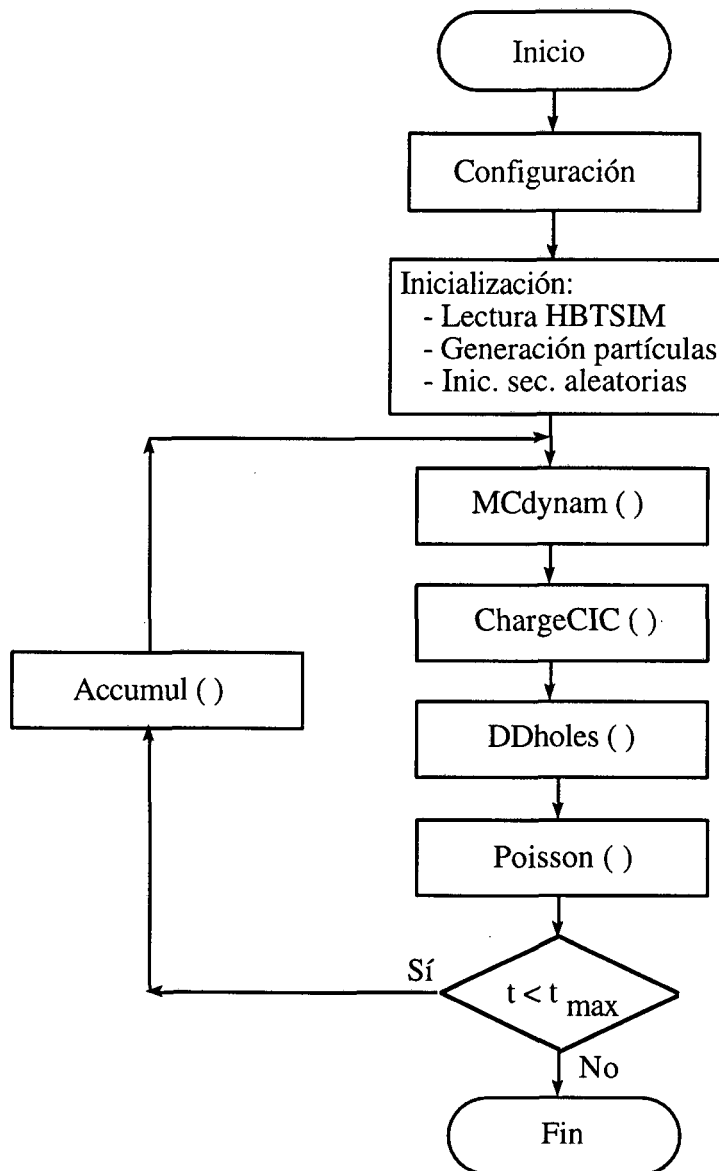 Inicio
Configuración
Inicialización:
- Lectura HBTSIM
- Generación partículas
- Inic. sec. aleatorias
MCdynam ( )
ChargeCIC ( )
Accumul ( )
DDholes ( )
Poisson ( )
Sí
t < t max
No
Fin